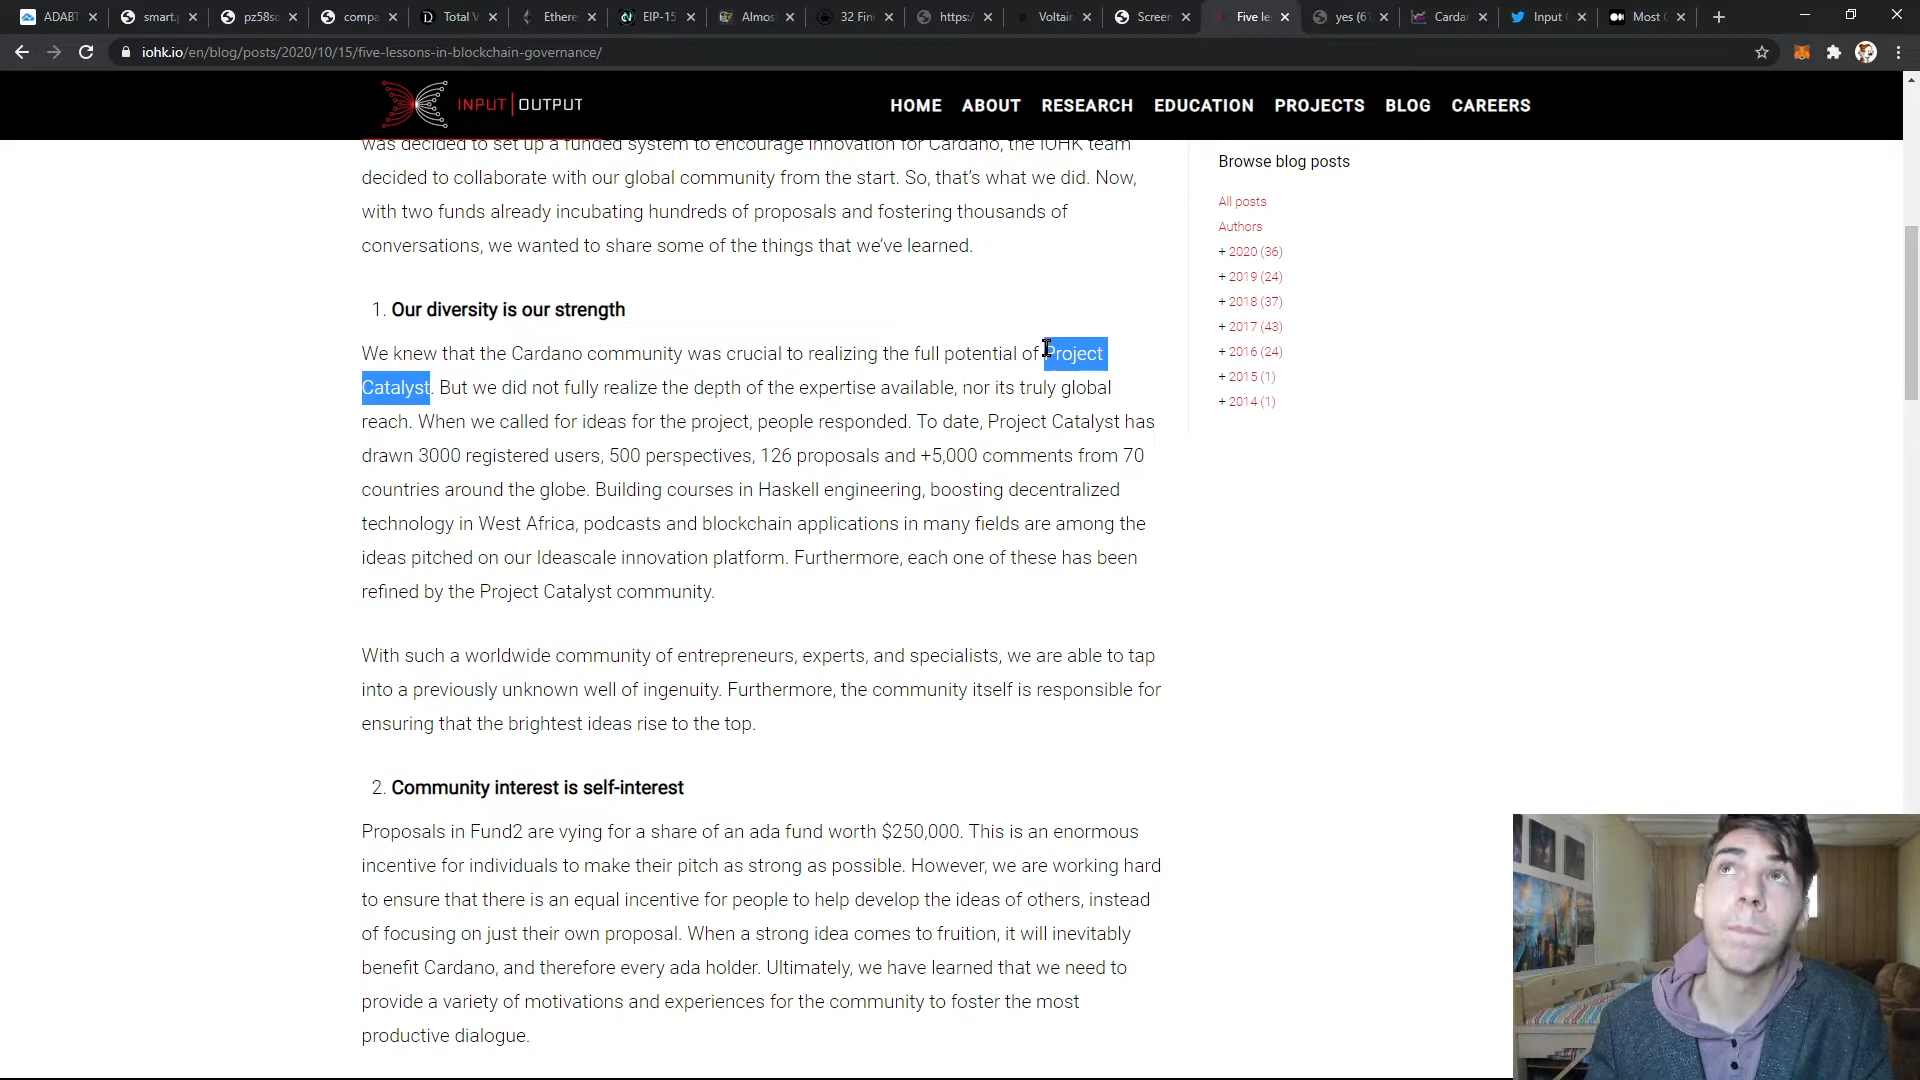 ADABT
smart.
pz58s
compa
Total V
Ethere
EIP-15
Almos
32 Fin
https:/
Voltair
Screen
Five le
yes (6
Cardar
Input
Most
iohk.io/en/blog/posts/2020/10/15/five-lessons-in-blockchain-governance/
INPUT | OUTPUT
HOME ABOUT RESEARCH EDUCATION PROJECTS BLOG CAREERS
was decided to set up a funded system to encourage innovation for Cardano, the IOHK team
decided to collaborate with our global community from the start. So, that’s what we did. Now,
with two funds already incubating hundreds of proposals and fostering thousands of
conversations, we wanted to share some of the things that we’ve learned.
1. Our diversity is our strength
We knew that the Cardano community was crucial to realizing the full potential of Project
Catalyst. But we did not fully realize the depth of the expertise available, nor its truly global
reach. When we called for ideas for the project, people responded. To date, Project Catalyst has
drawn 3000 registered users, 500 perspectives, 126 proposals and +5,000 comments from 70
countries around the globe. Building courses in Haskell engineering, boosting decentralized
technology in West Africa, podcasts and blockchain applications in many fields are among the
ideas pitched on our Ideascale innovation platform. Furthermore, each one of these has been
refined by the Project Catalyst community.
With such a worldwide community of entrepreneurs, experts, and specialists, we are able to tap
into a previously unknown well of ingenuity. Furthermore, the community itself is responsible for
ensuring that the brightest ideas rise to the top.
2. Community interest is self-interest
Proposals in Fund2 are vying for a share of an ada fund worth $250,000. This is an enormous
incentive for individuals to make their pitch as strong as possible. However, we are working hard
to ensure that there is an equal incentive for people to help develop the ideas of others, instead
of focusing on just their own proposal. When a strong idea comes to fruition, it will inevitably
benefit Cardano, and therefore every ada holder. Ultimately, we have learned that we need to
provide a variety of motivations and experiences for the community to foster the most
productive dialogue.
Browse blog posts
All posts
Authors
+ 2020 (36)
+ 2019 (24)
+ 2018 (37)
+ 2017 (43)
+ 2016 (24)
+ 2015 (1)
+ 2014 (1)